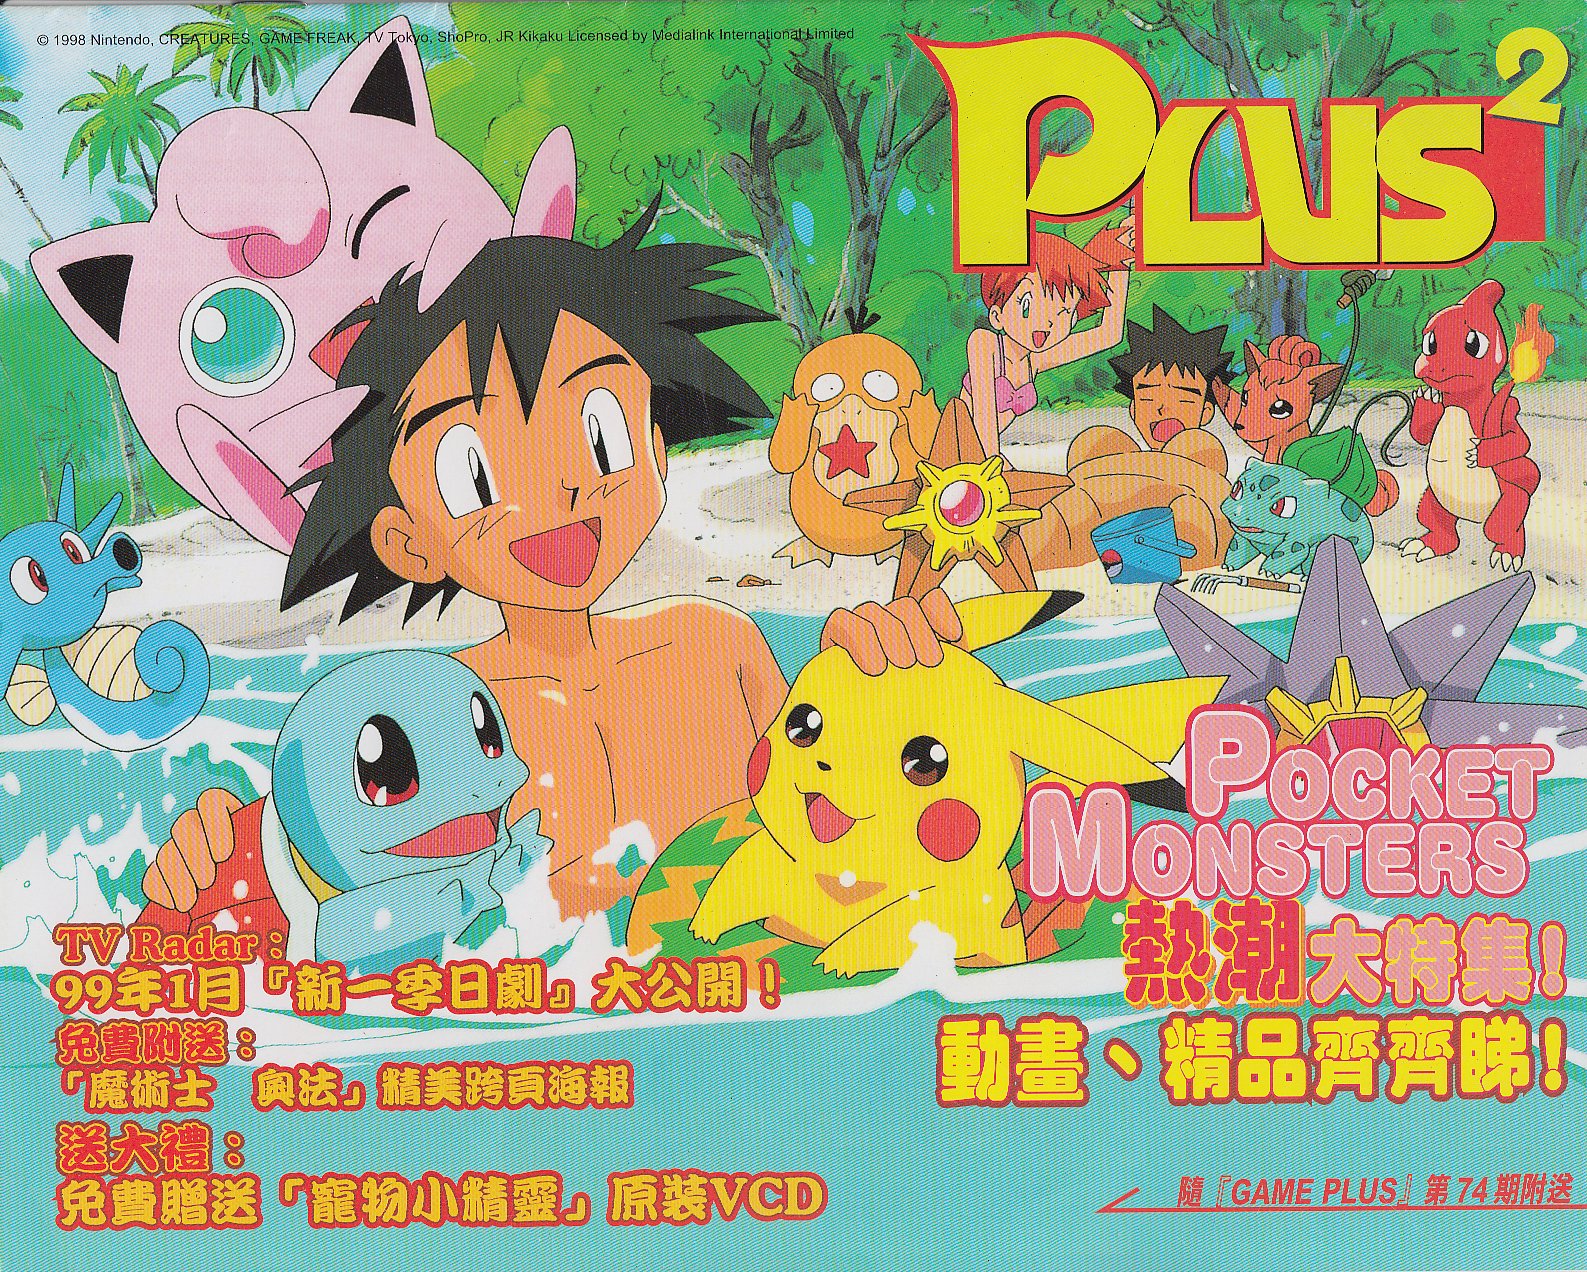 © 1998 Nintendo, CREATURES, GAME FREAK, TV Tokyo, ShoPro, JR Kikaku Licensed by Medialink International Limited
PLUS2
POCKET
MONSTERS
熱潮大特集!
動畫、精品齊齊睇!
TV Radar:
99年1月『新一季日劇』大公開!
免費附送:
「魔術士 奧法」精美跨頁海報
送大禮:
免費贈送「寵物小精靈」原裝VCD
隨『GAME PLUS』第74期附送